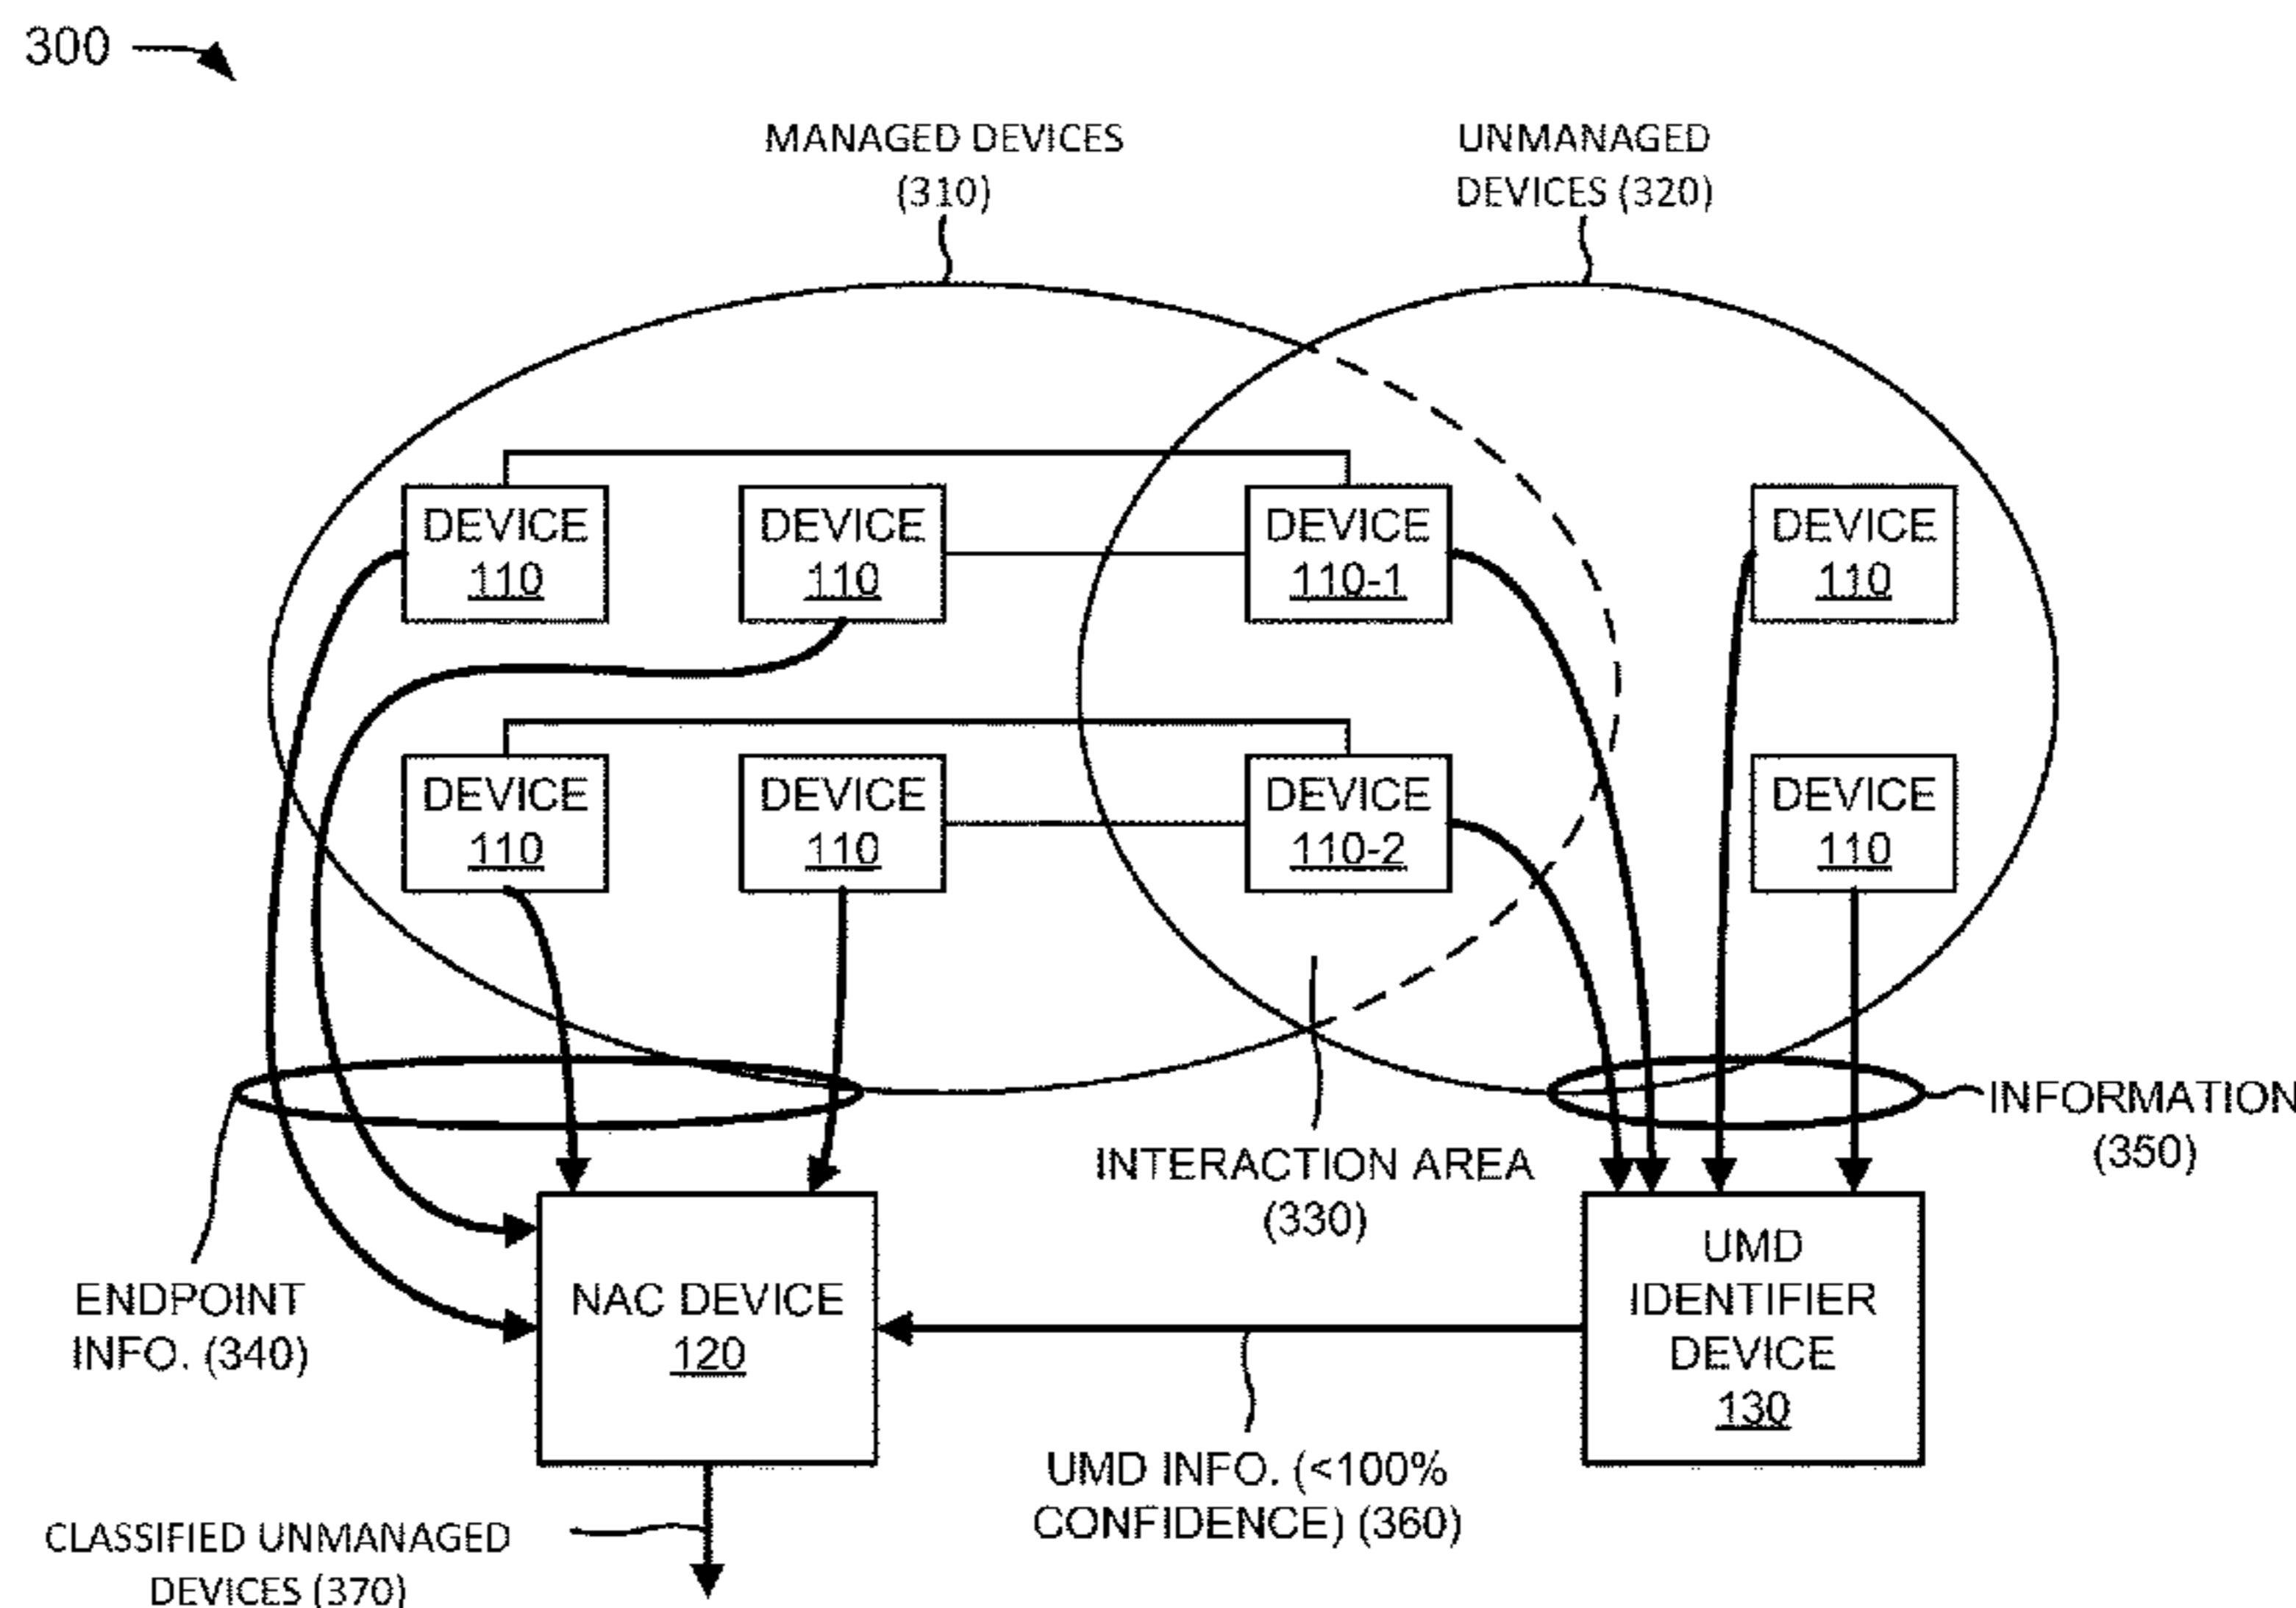 300
MANAGED DEVICES
(310)
UNMANAGED
DEVICES (320)
DEVICE
110
DEVICE
110
DEVICE
110-1
DEVICE
110
DEVICE
110
DEVICE
110
DEVICE
110-2
DEVICE
110
INFORMATION
(350)
INTERACTION AREA
(330)
ENDPOINT
INFO. (340)
NAC DEVICE
120
UMD
IDENTIFIER
DEVICE
130
UMD INFO. (<100%
CONFIDENCE) (360)
CLASSIFIED UNMANAGED
DEVICES (370)